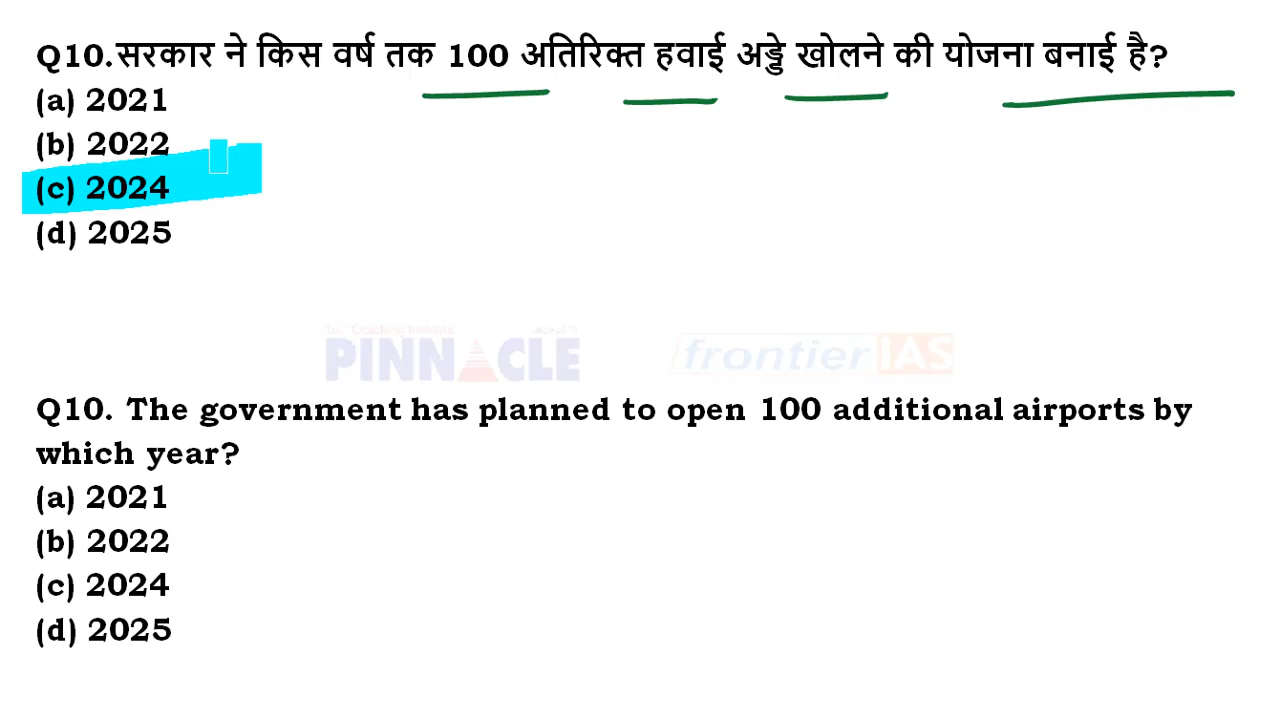 Q10.सरकार ने किस वर्ष तक 100 अतिरिक्त हवाई अड्डे खोलने की योजना बनाई है?
(a) 2021
(b) 2022
(c) 2024
(d) 2025
PINNACLE
frontier IAS
Q10. The government has planned to open 100 additional airports by
which year?
(a) 2021
(b) 2022
(c) 2024
(d) 2025